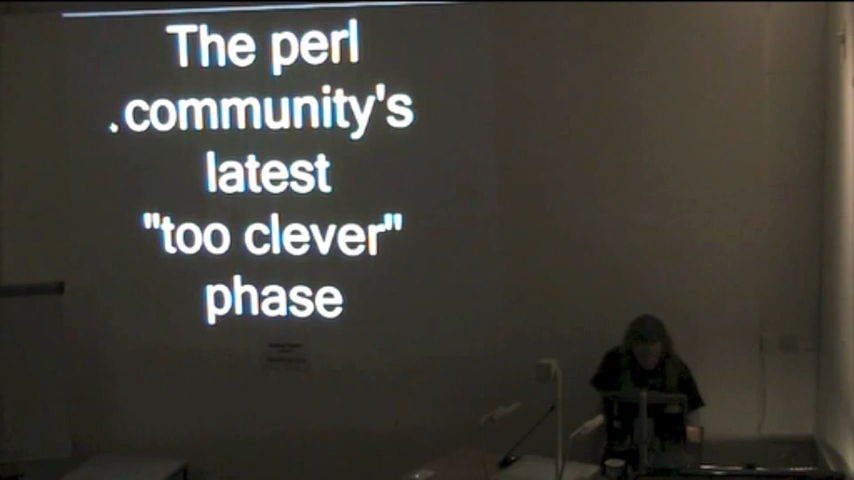 The perl
community's
latest
"too clever"
phase